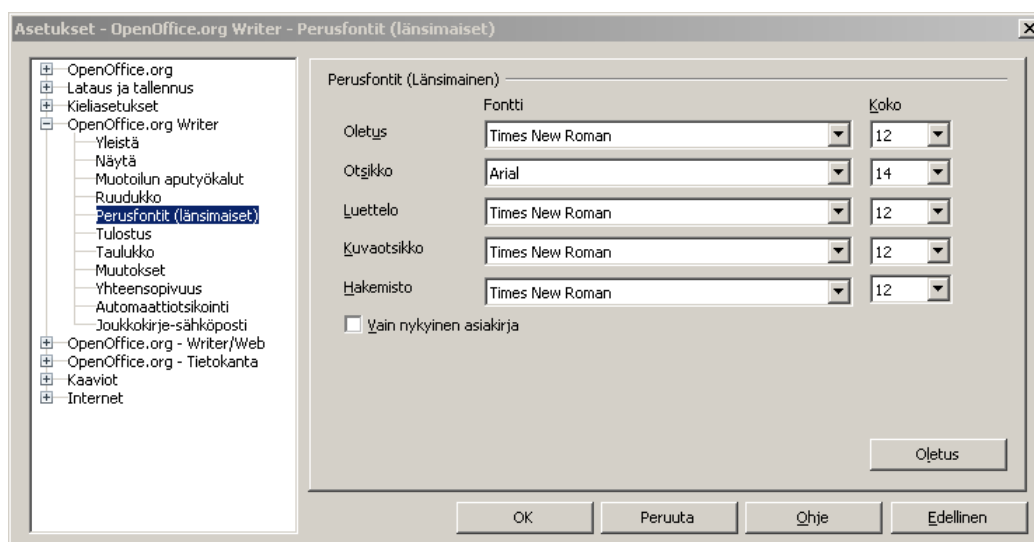 Asetukset - OpenOffice.org Writer - Perusfontit (länsimaiset)
OpenOffice.org
Lataus ja tallennus
Kieliasetukset
OpenOffice.org Writer
Yleistä
Näytä
Muotoilun aputyökalut
Ruudukko
Perusfontit (länsimaiset)
Tulostus
Taulukko
Muutokset
Yhteensopivuus
Automaattiotsikointi
Joukkokirje-sähköposti
OpenOffice.org - Writer/Web
OpenOffice.org - Tietokanta
Kaaviot
Internet
Perusfontit (Länsimainen)
Fontti Koko
Oletus Times New Roman 12
Otsikko Arial 14
Luettelo Times New Roman 12
Kuvaotsikko Times New Roman 12
Hakemisto Times New Roman 12
Vain nykyinen asiakirja
Oletus
OK Peruuta Ohje Edellinen